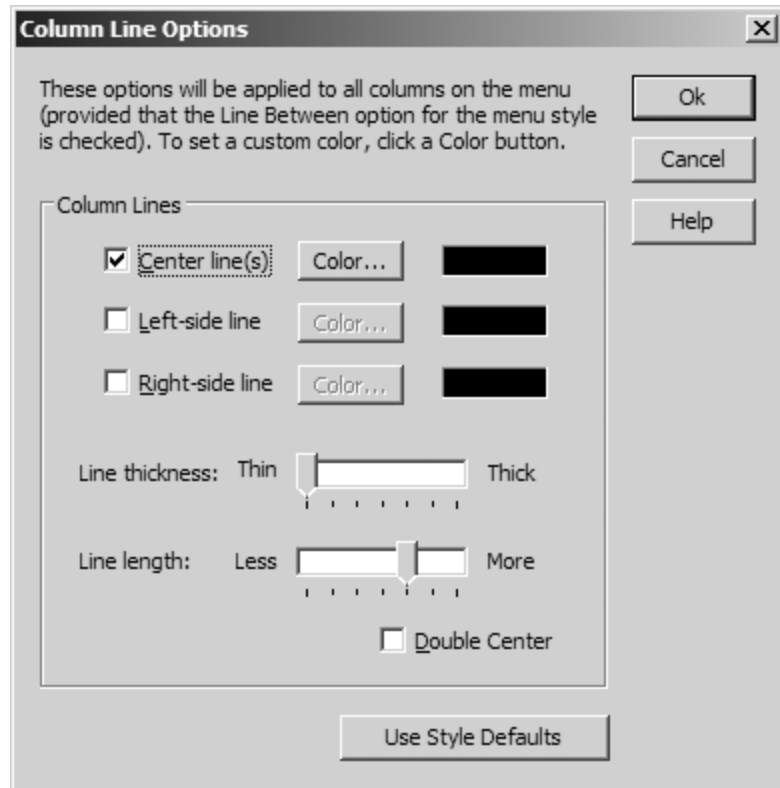 Column Line Options
These options will be applied to all columns on the menu
(provided that the Line Between option for the menu style
is checked). To set a custom color, click a Color button.
Ok
Cancel
Help
Column Lines
Center line(s) Color...
Left-side line Color...
Right-side line Color...
Line thickness: Thin Thick
Line length: Less More
Double Center
Use Style Defaults